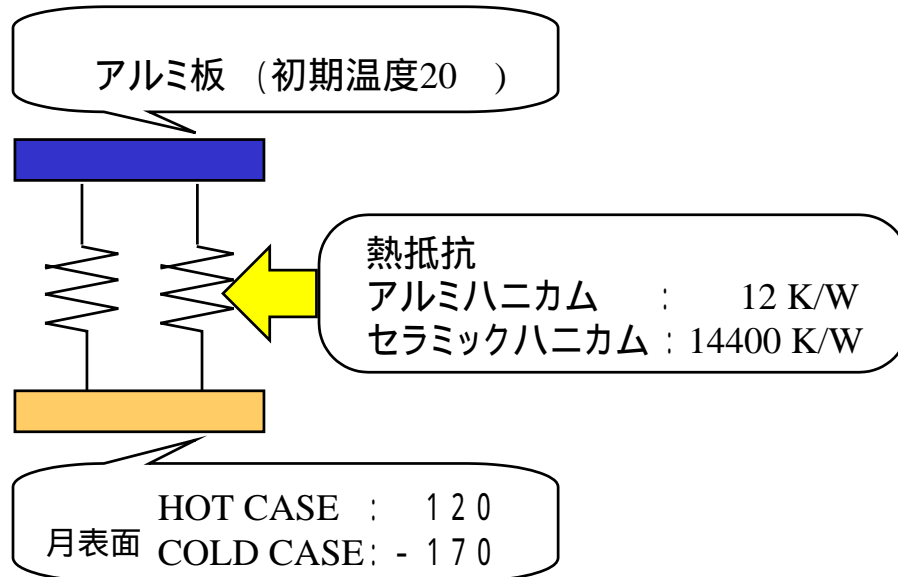 アルミ板 (初期温度20 )
熱抵抗
アルミハニカム : 12 K/W
セラミックハニカム : 14400 K/W
HOT CASE : 120
月表面 COLD CASE: -170